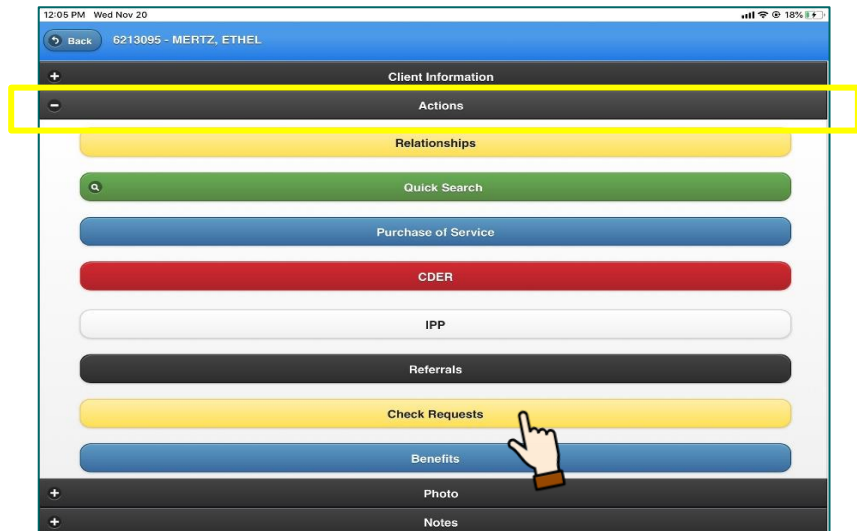 12:05 PM Wed Nov 20 18%
Back 6213095 - MERTZ, ETHEL
Client Information
Actions
Relationships
Quick Search
Purchase of Service
CDER
IPP
Referrals
Check Requests
Benefits
Photo
Notes